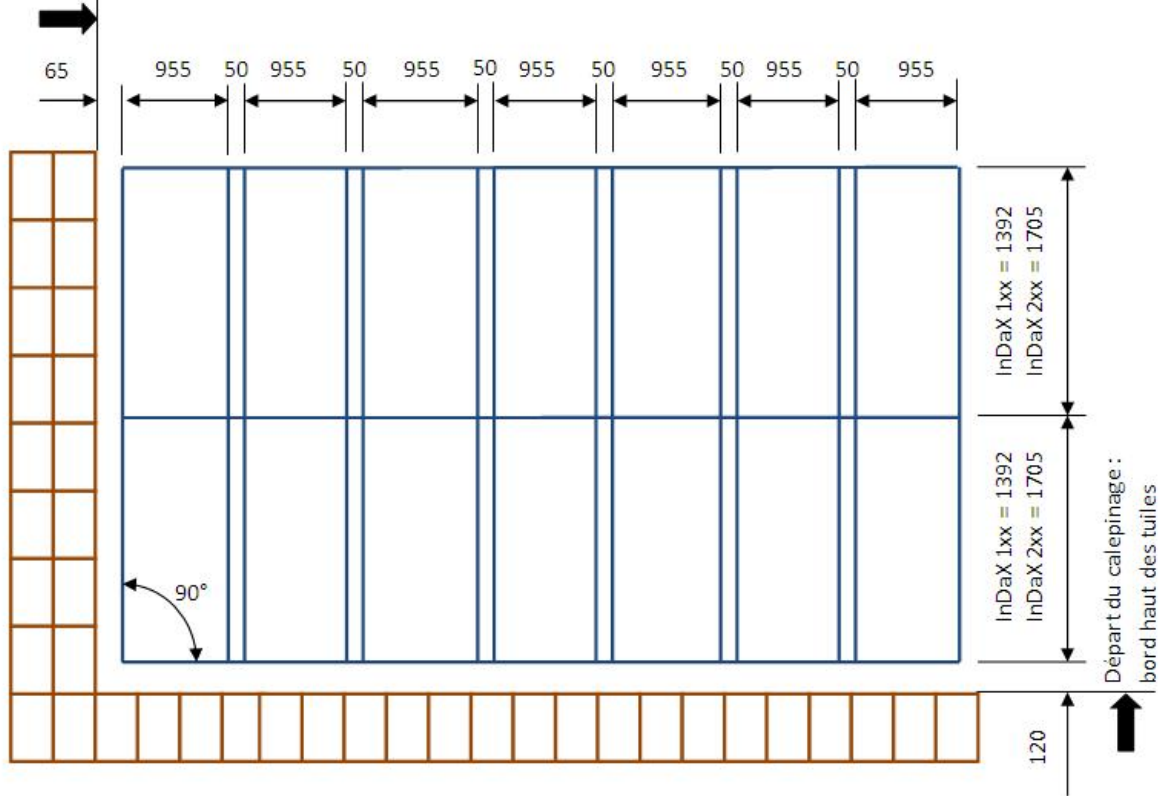 65
955 50 955 50 955 50 955 50 955 50 955 50 955
InDaX 1xx = 1392
InDaX 2xx = 1705
InDaX 1xx = 1392
InDaX 2xx = 1705
90°
Départ du calepinage :
bord haut des tuiles
120